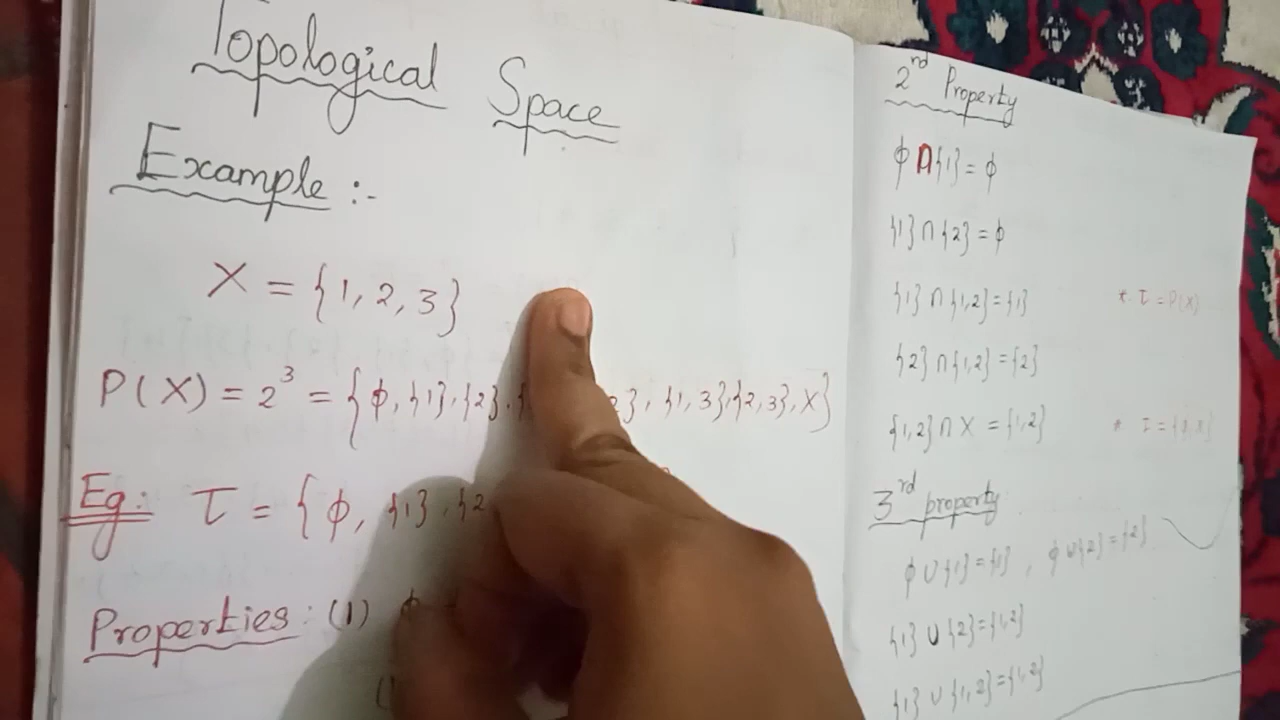 Topological Space
Example :-
X = {1, 2, 3}
P(X) = 2³ = {φ, {1}, {2}, { 2}, {1, 3}, {2, 3}, X}
Eg: τ = {φ, {1}, {2
Properties : (1) φ
2nd Property
φ ∩ {1} = φ
{1} ∩ {2} = φ
{1} ∩ {1,2} = {1}
* τ = P(X)
{2} ∩ {1,2} = {2}
{1,2} ∩ X = {1,2}
* τ = {φ, X}
3rd property
φ ∪ {1} = {1} , φ ∪ {2} = {2}
{1} ∪ {2} = {1,2}
{1} ∪ {1,2} = {1,2}